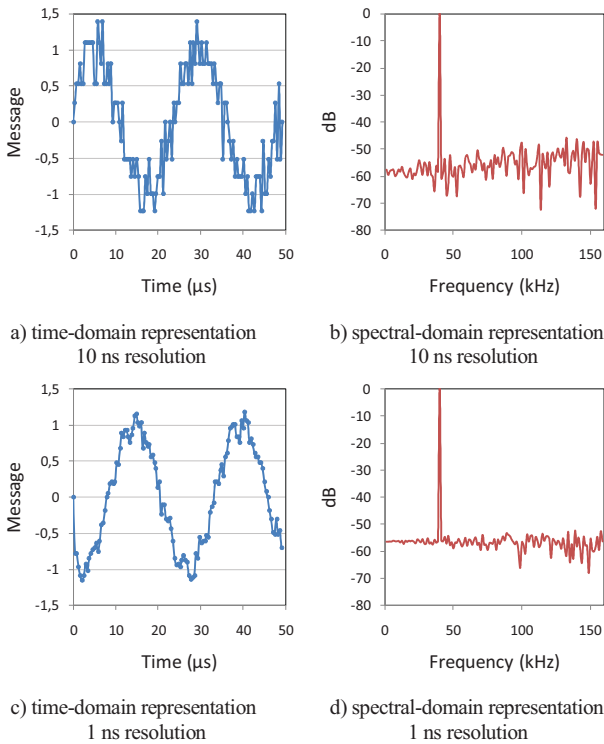 1,5
1
0,5
0
-0,5
-1
-1,5
Message
0 10 20 30 40 50
Time (µs)
0
-10
-20
-30
-40
-50
-60
-70
-80
dB
0 50 100 150
Frequency (kHz)
a) time-domain representation
10 ns resolution
b) spectral-domain representation
10 ns resolution
1,5
1
0,5
0
-0,5
-1
-1,5
Message
0 10 20 30 40 50
Time (µs)
0
-10
-20
-30
-40
-50
-60
-70
-80
dB
0 50 100 150
Frequency (kHz)
c) time-domain representation
1 ns resolution
d) spectral-domain representation
1 ns resolution